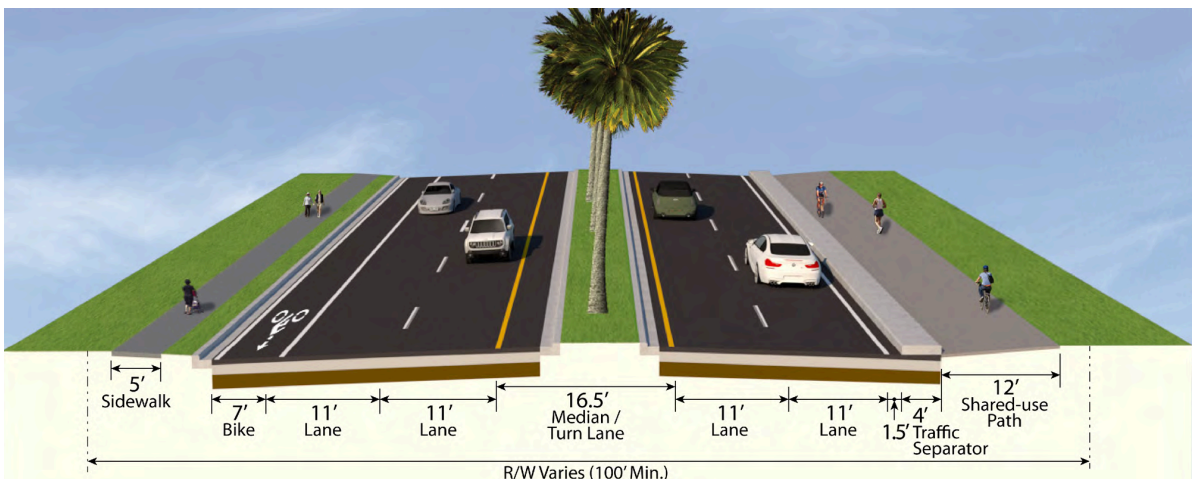 5’
Sidewalk
7’
Bike
11’
Lane
11’
Lane
16.5’
Median /
Turn Lane
11’
Lane
11’
Lane
1.5’
4’
Traffic
Separator
12’
Shared-use
Path
R/W Varies (100’ Min.)